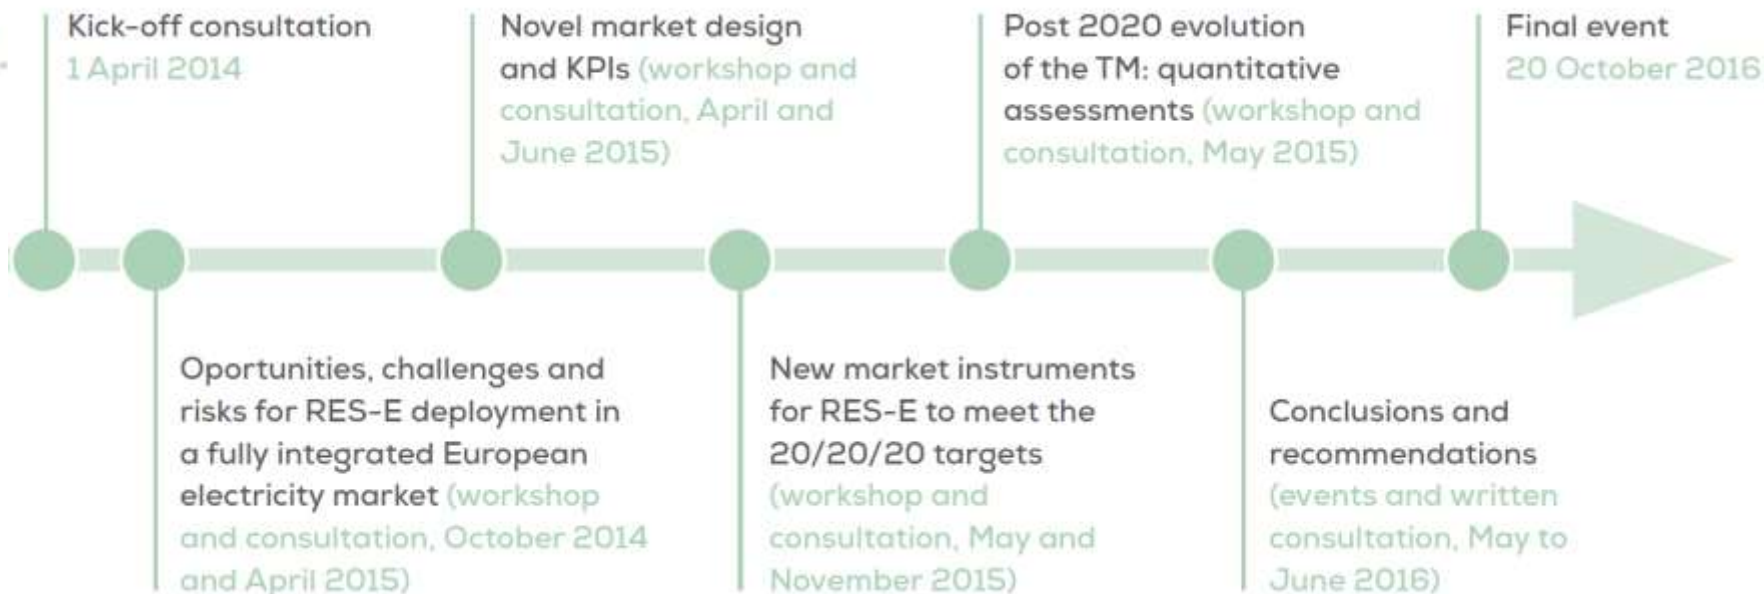 Kick-off consultation
1 April 2014
Oportunities, challenges and
risks for RES-E deployment in
a fully integrated European
electricity market (workshop
and consultation, October 2014
and April 2015)
Novel market design
and KPIs (workshop and
consultation, April and
June 2015)
New market instruments
for RES-E to meet the
20/20/20 targets
(workshop and
consultation, May and
November 2015)
Post 2020 evolution
of the TM: quantitative
assessments (workshop and
consultation, May 2015)
Conclusions and
recommendations
(events and written
consultation, May to
June 2016)
Final event
20 October 2016